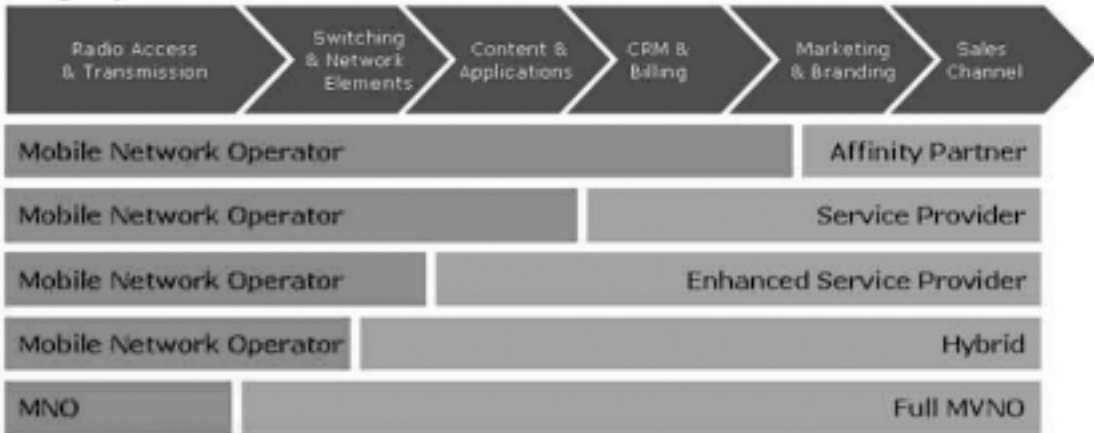 Radio Access
& Transmission
Switching
& Network
Elements
Content &
Applications
CRM &
Billing
Marketing
& Branding
Sales
Channel
Mobile Network Operator
Affinity Partner
Mobile Network Operator
Service Provider
Mobile Network Operator
Enhanced Service Provider
Mobile Network Operator
Hybrid
MNO
Full MVNO